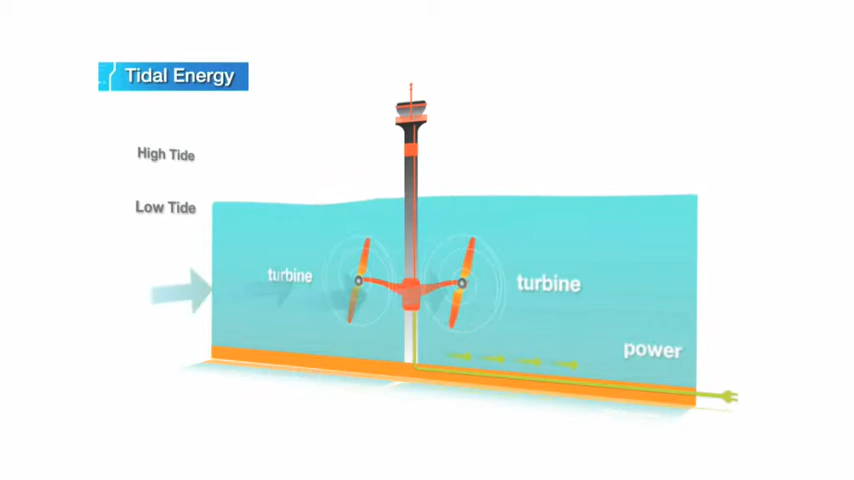 Tidal Energy
High Tide
Low Tide
turbine
turbine
power